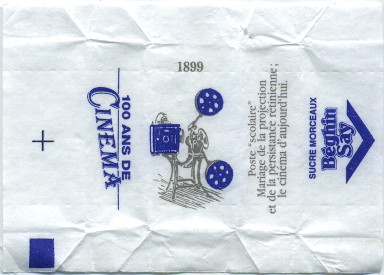 1899
100 ANS DE
CINÉMA
Poste "scolaire"
Mariage de la projection
et de la persistance rétinienne ;
le cinéma d'aujourd'hui.
SUCRE MORCEAUX
Béghin
Say